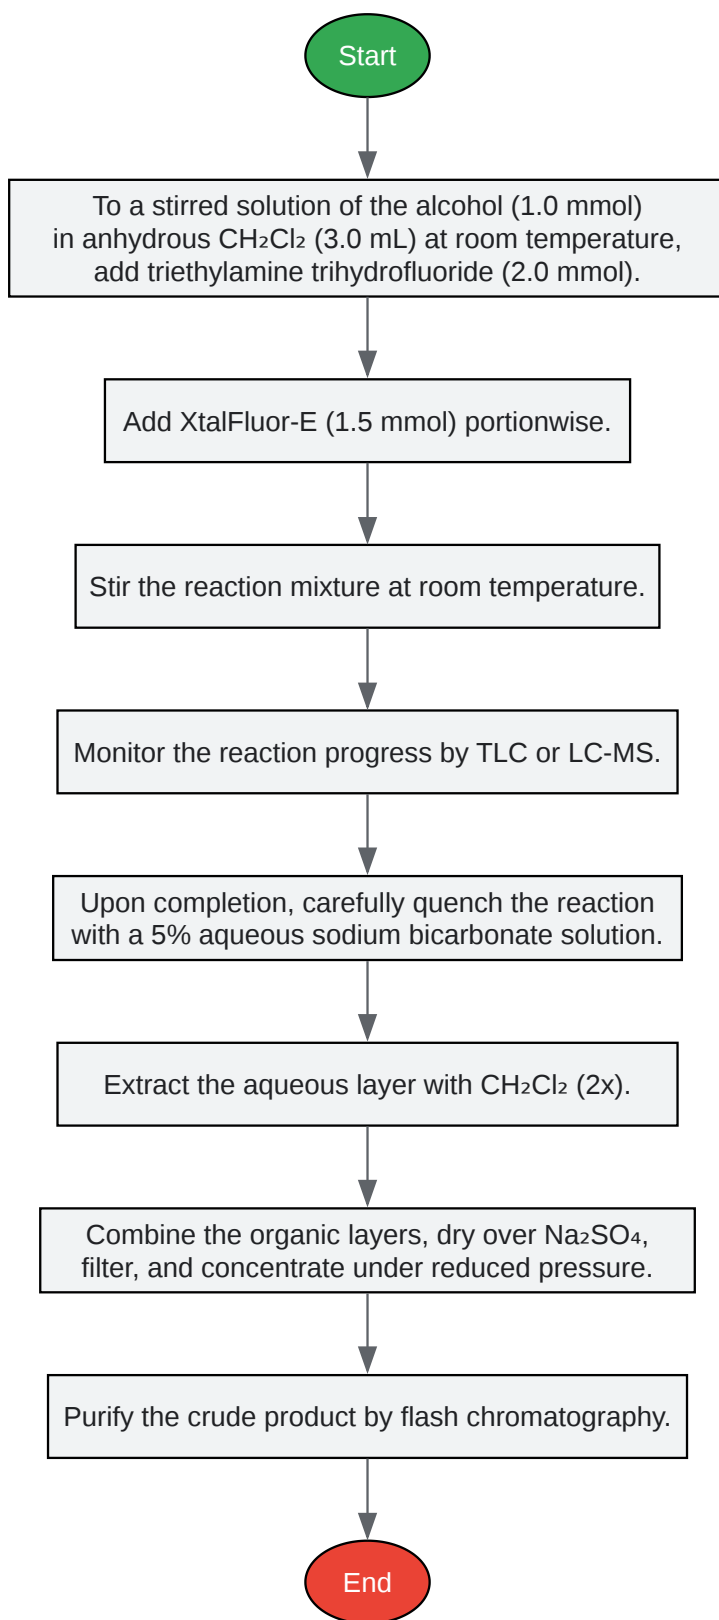 Start
To a stirred solution of the alcohol (1.0 mmol)
in anhydrous CH₂Cl₂ (3.0 mL) at room temperature,
add triethylamine trihydrofluoride (2.0 mmol).
Add XtalFluor-E (1.5 mmol) portionwise.
Stir the reaction mixture at room temperature.
Monitor the reaction progress by TLC or LC-MS.
Upon completion, carefully quench the reaction
with a 5% aqueous sodium bicarbonate solution.
Extract the aqueous layer with CH₂Cl₂ (2x).
Combine the organic layers, dry over Na₂SO₄,
filter, and concentrate under reduced pressure.
Purify the crude product by flash chromatography.
End